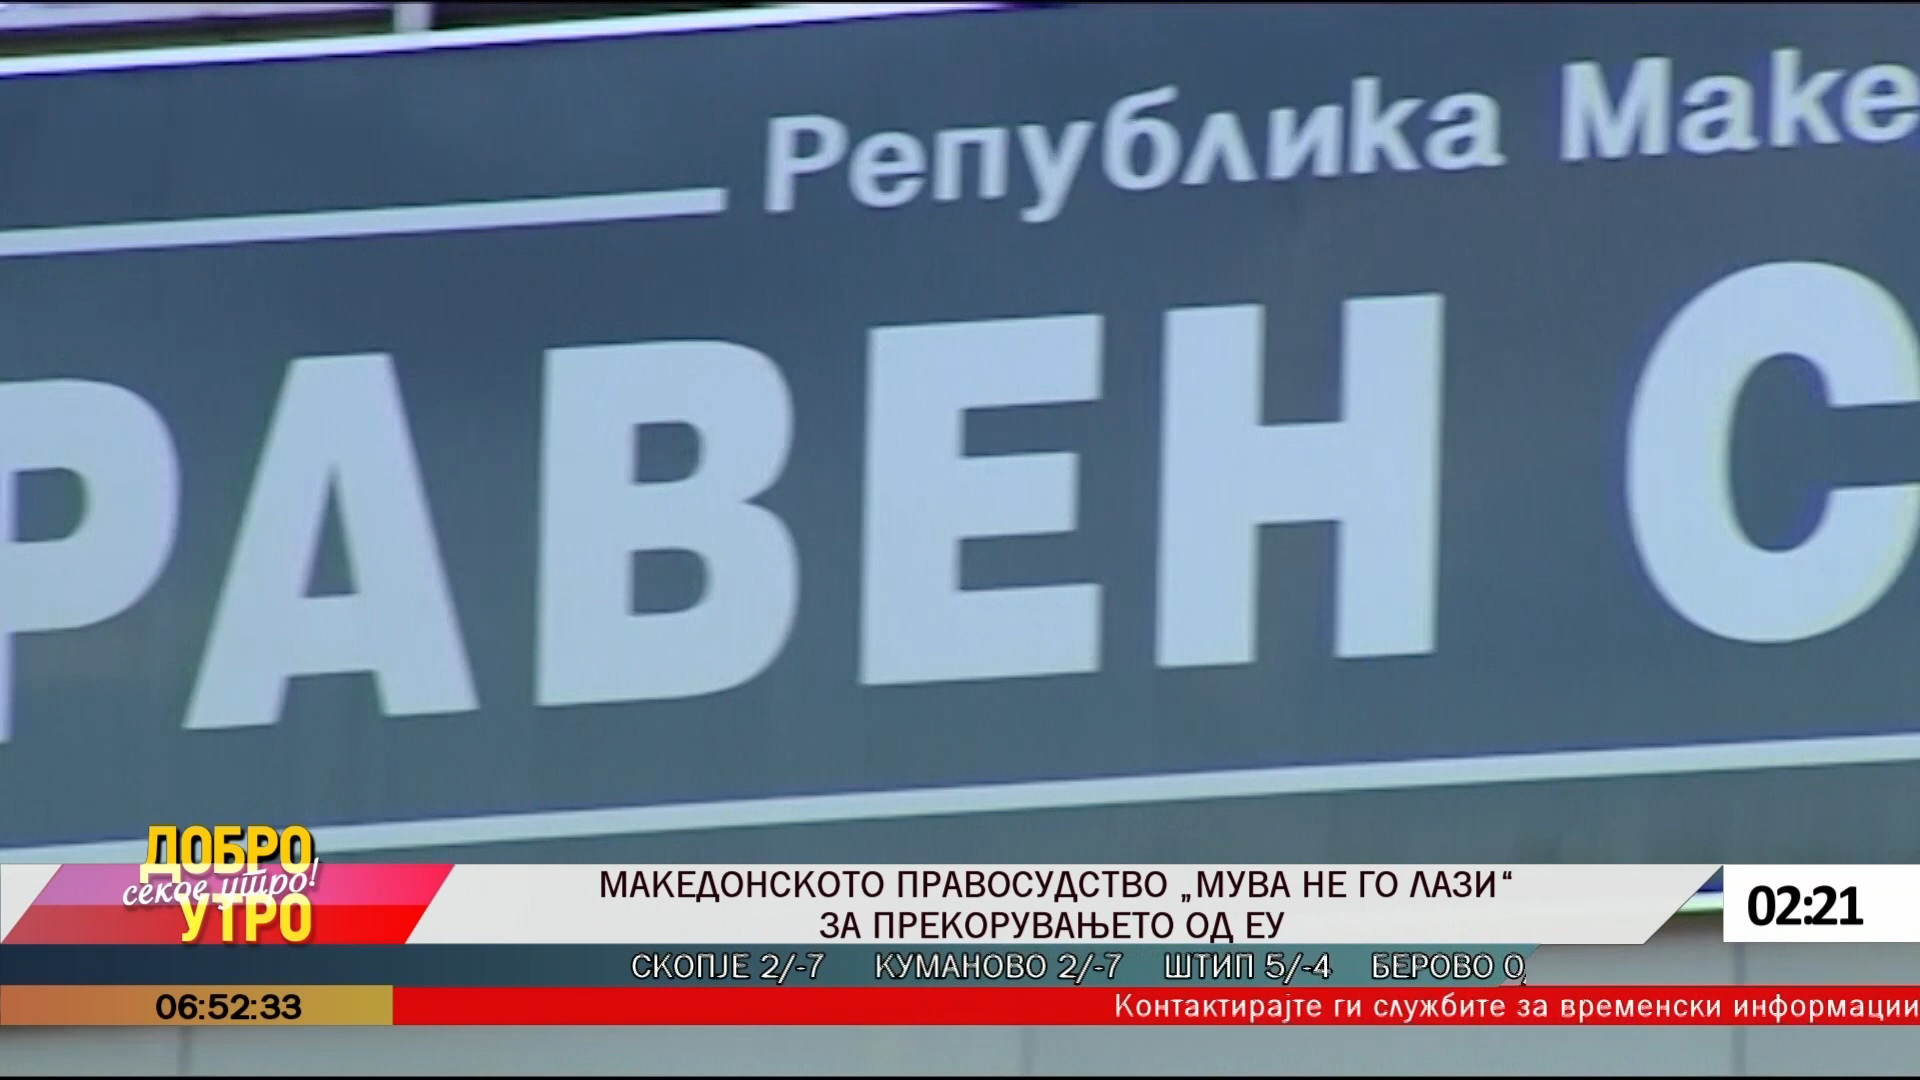 Република Маке
РАВЕН С
ДОБРО
секое утро!
УТРО
МАКЕДОНСКОТО ПРАВОСУДСТВО „МУВА НЕ ГО ЛАЗИ“
ЗА ПРЕКОРУВАЊЕТО ОД ЕУ
02:21
СКОПЈЕ 2/-7 КУМАНОВО 2/-7 ШТИП 5/-4 БЕРОВО 0
06:52:33
Контактирајте ги службите за временски информации